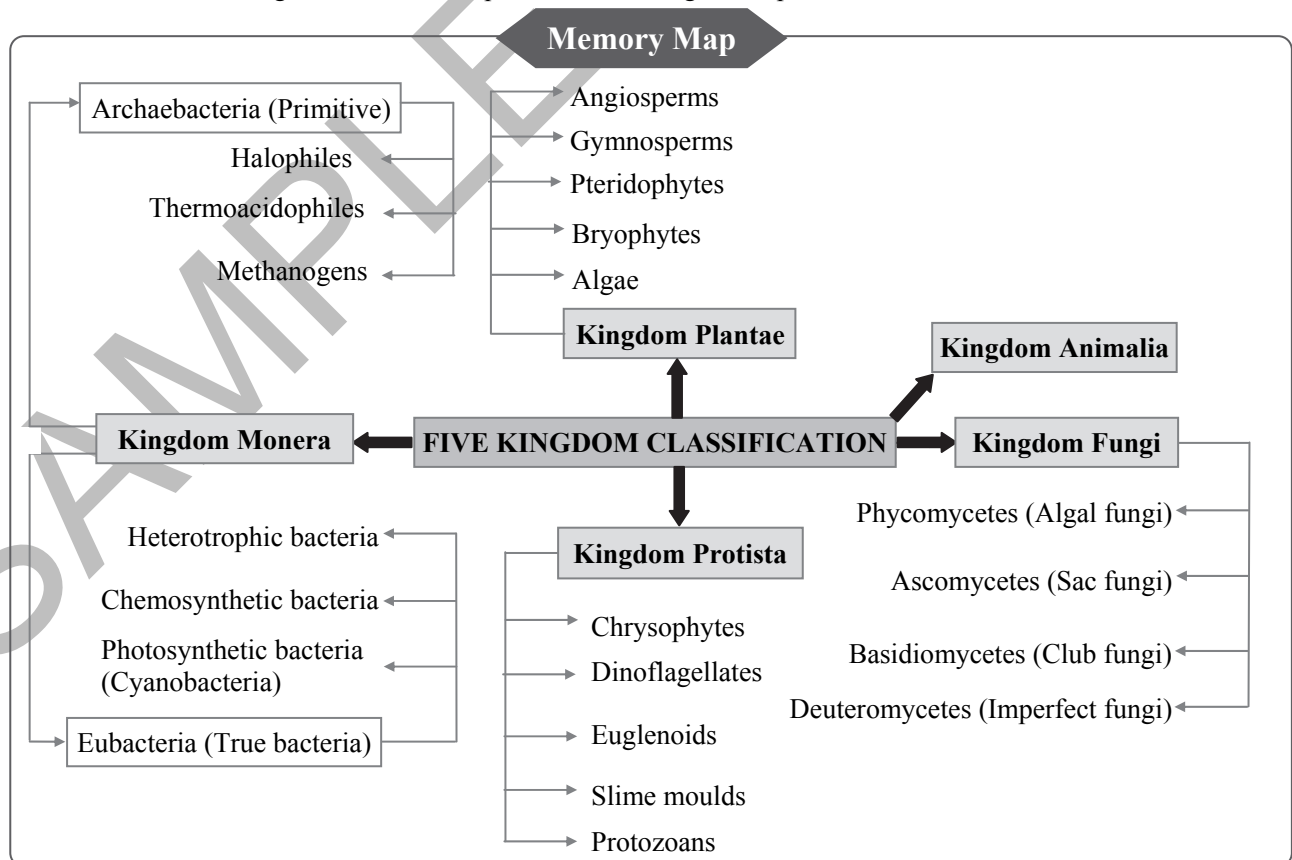 Memory Map
Archaebacteria (Primitive)
Halophiles
Thermoacidophiles
Methanogens
Angiosperms
Gymnosperms
Pteridophytes
Bryophytes
Algae
Kingdom Plantae
Kingdom Animalia
Kingdom Monera
FIVE KINGDOM CLASSIFICATION
Kingdom Fungi
Heterotrophic bacteria
Chemosynthetic bacteria
Photosynthetic bacteria
(Cyanobacteria)
Eubacteria (True bacteria)
Kingdom Protista
Chrysophytes
Dinoflagellates
Euglenoids
Slime moulds
Protozoans
Phycomycetes (Algal fungi)
Ascomycetes (Sac fungi)
Basidiomycetes (Club fungi)
Deuteromycetes (Imperfect fungi)
SAMPLE